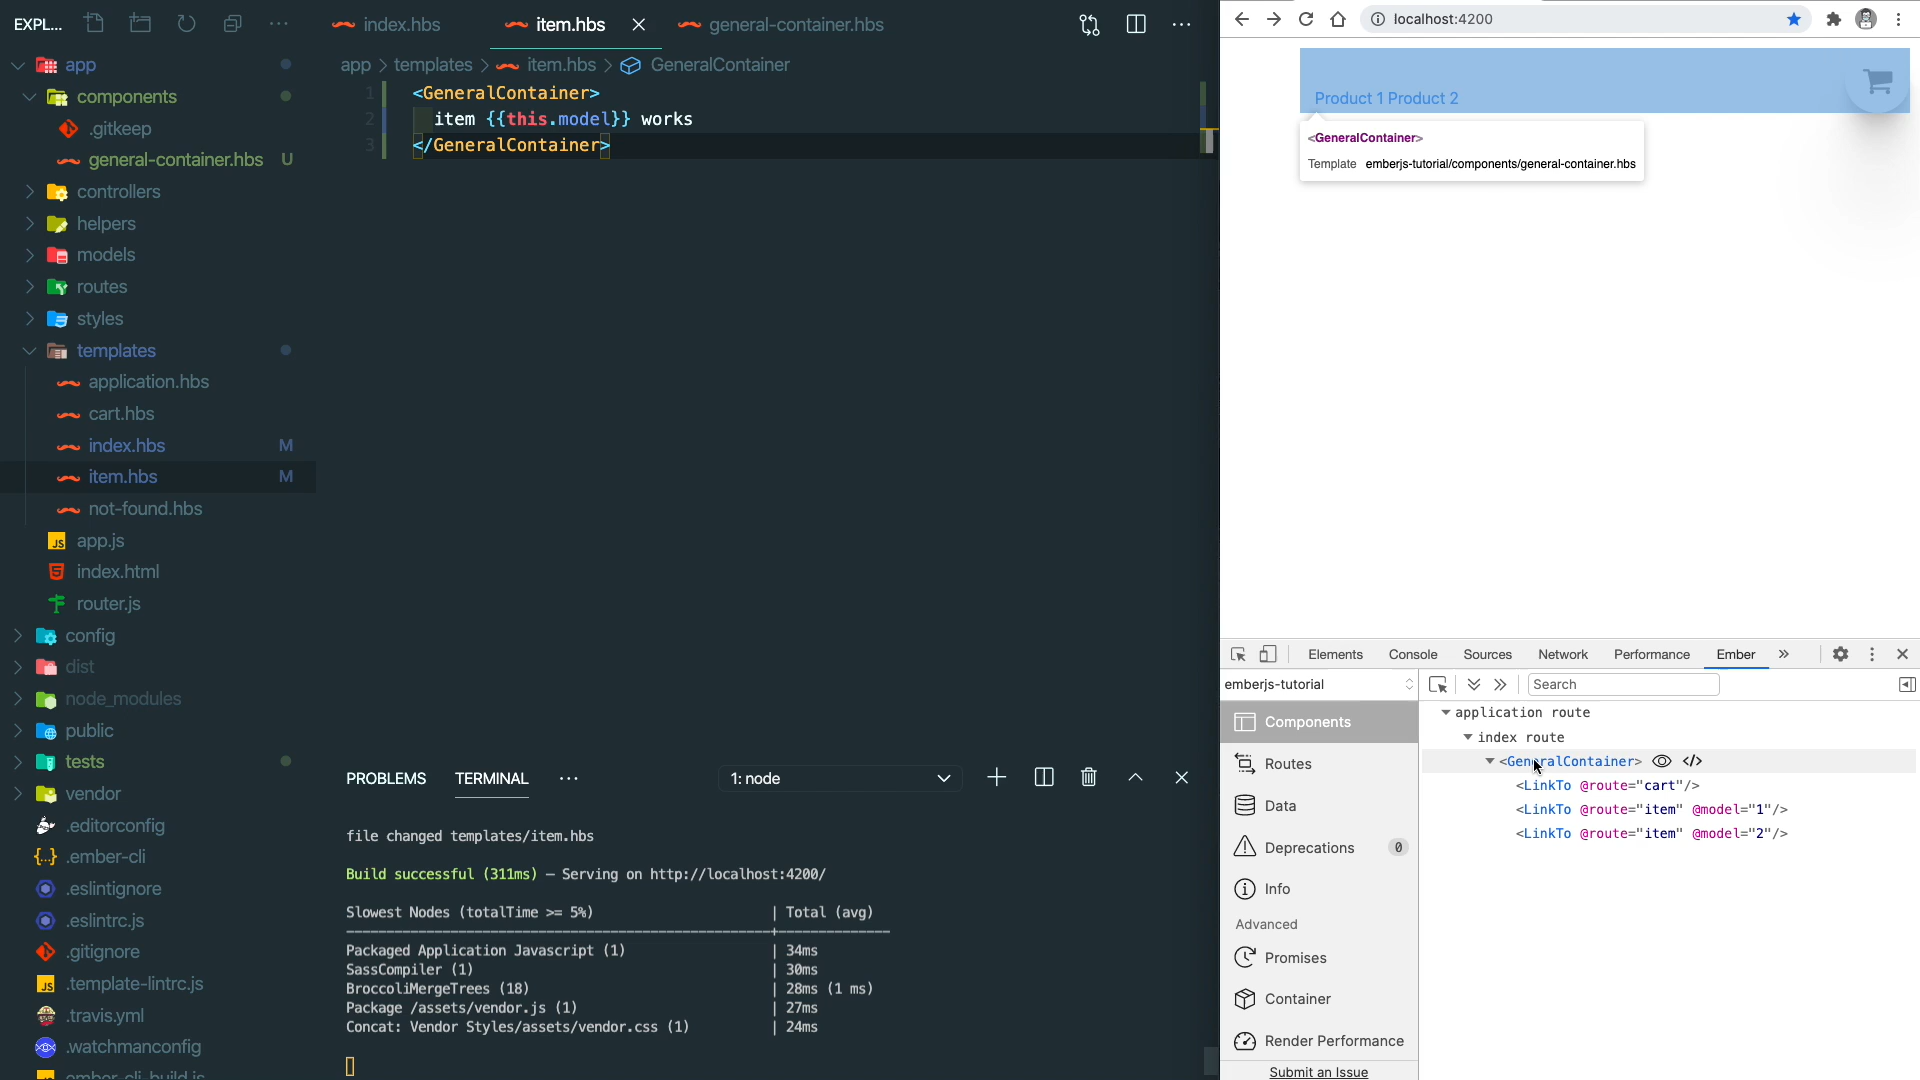 EXPL...
app
components
.gitkeep
general-container.hbs U
controllers
helpers
models
routes
styles
templates
application.hbs
cart.hbs
index.hbs M
item.hbs M
not-found.hbs
app.js
index.html
router.js
config
dist
node_modules
public
tests
vendor
.editorconfig
.ember-cli
.eslintignore
.eslintrc.js
.gitignore
.template-lintrc.js
.travis.yml
.watchmanconfig
ember-cli-build.js
index.hbs
item.hbs
general-container.hbs
app > templates > item.hbs > GeneralContainer
1 <GeneralContainer>
2 item {{this.model}} works
3 </GeneralContainer>
PROBLEMS TERMINAL ...
1: node
file changed templates/item.hbs
Build successful (311ms) – Serving on http://localhost:4200/
Slowest Nodes (totalTime >= 5%) | Total (avg)
Packaged Application Javascript (1) | 34ms
SassCompiler (1) | 30ms
BroccoliMergeTrees (18) | 28ms (1 ms)
Package /assets/vendor.js (1) | 27ms
Concat: Vendor Styles/assets/vendor.css (1) | 24ms
localhost:4200
Product 1 Product 2
<GeneralContainer>
Template emberjs-tutorial/components/general-container.hbs
Elements Console Sources Network Performance Ember
emberjs-tutorial
Search
Components
Routes
Data
Deprecations 0
Info
Advanced
Promises
Container
Render Performance
Submit an Issue
application route
index route
<GeneralContainer> </>
<LinkTo @route="cart"/>
<LinkTo @route="item" @model="1"/>
<LinkTo @route="item" @model="2"/>